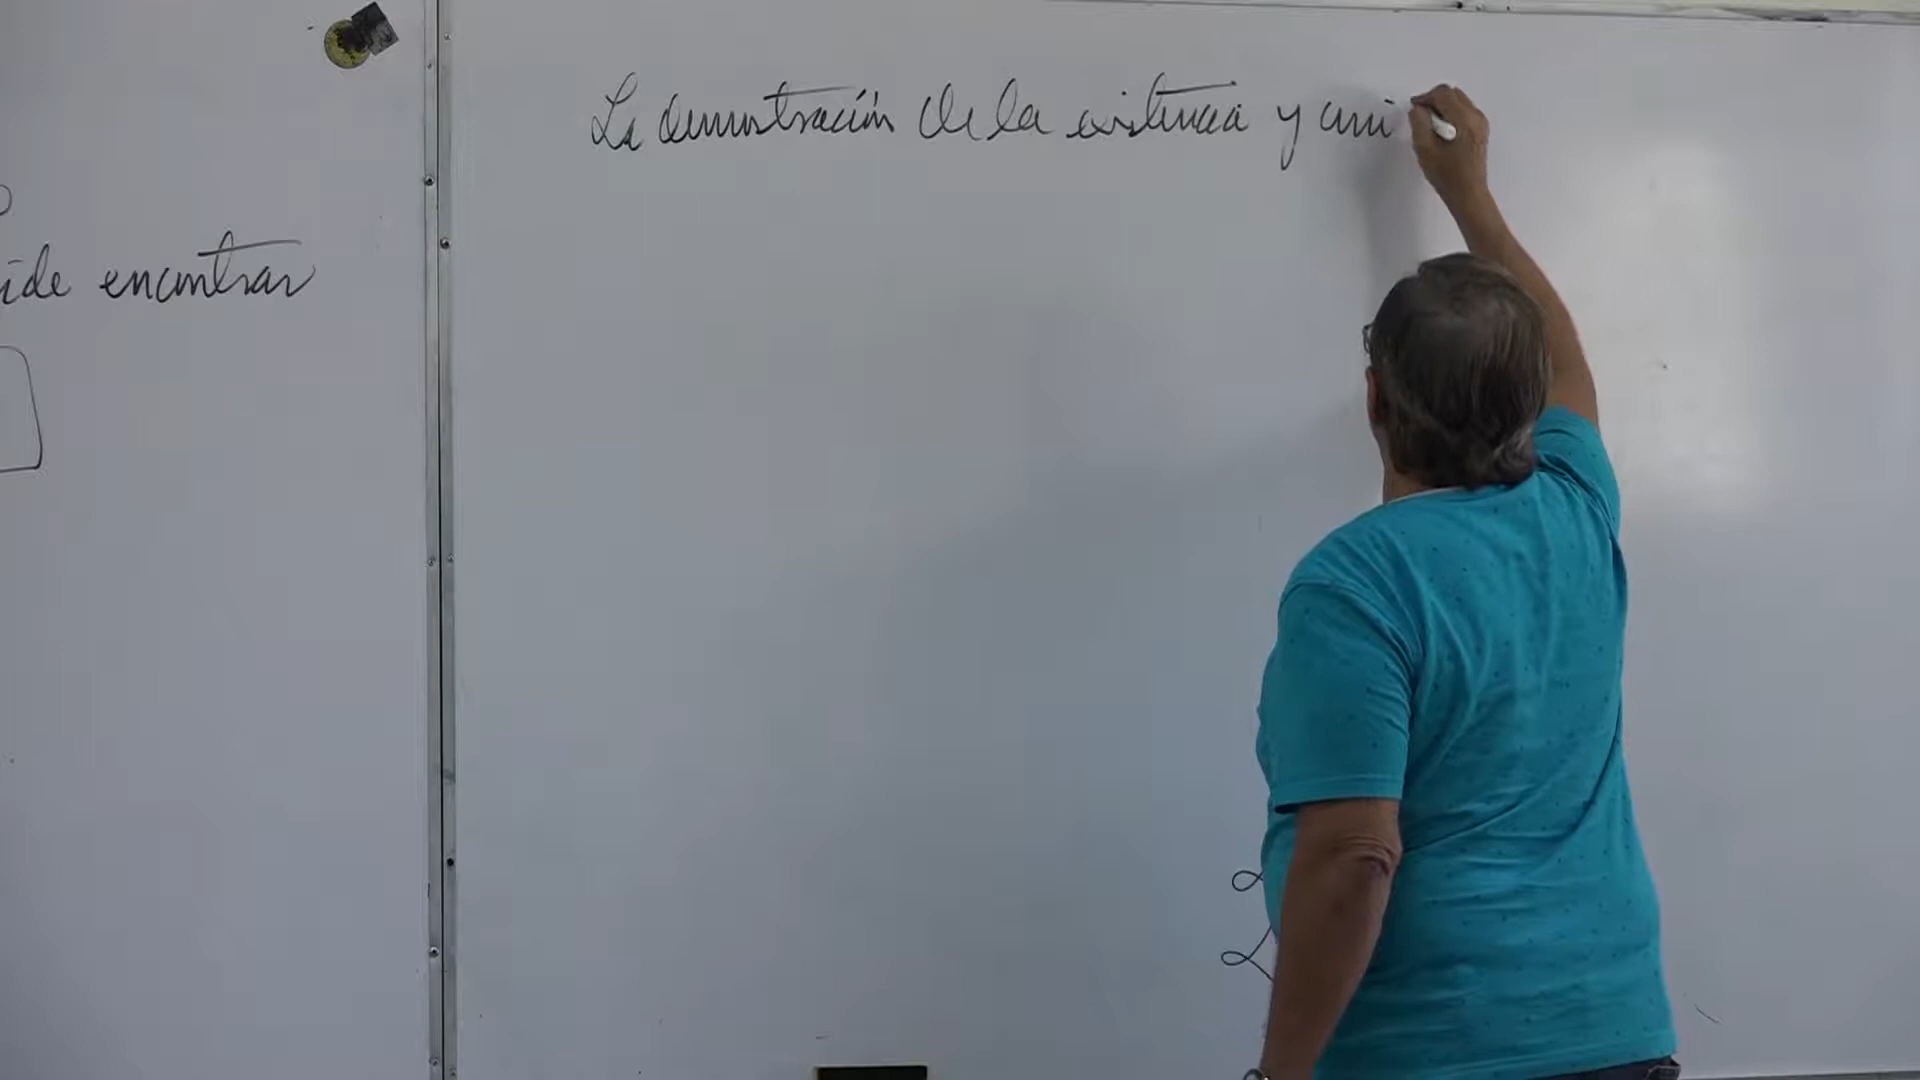 ide encontrar
La demostración de la existencia y uni